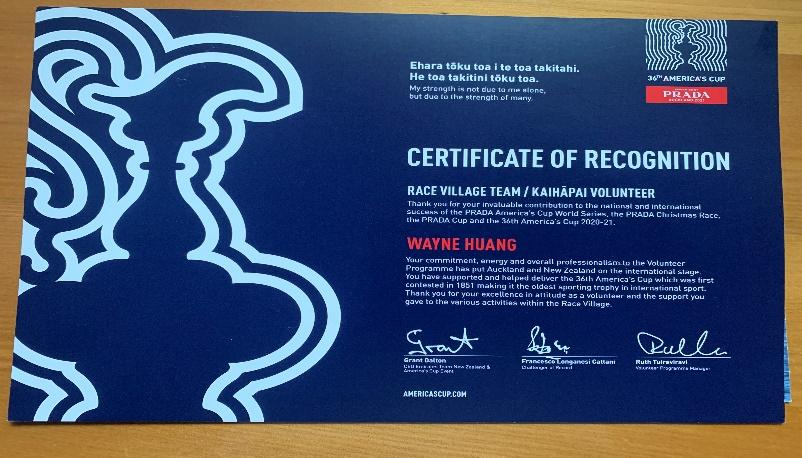 Ehara tōku toa i te toa takitahi.
He toa takitini tōku toa.
My strength is not due to me alone,
but due to the strength of many.
36TH AMERICA'S CUP
PRADA
AUCKLAND 2021
CERTIFICATE OF RECOGNITION
RACE VILLAGE TEAM / KAIHĀPAI VOLUNTEER
Thank you for your invaluable contribution to the national and international
success of the PRADA America's Cup World Series, the PRADA Christmas Race,
the PRADA Cup and the 36th America's Cup 2020-21.
WAYNE HUANG
Your commitment, energy and overall professionalism to the Volunteer
Programme has put Auckland and New Zealand on the international stage.
You have supported and helped deliver the 36th America's Cup which was first
contested in 1851 making it the oldest sporting trophy in international sport.
Thank you for your excellence in attitude as a volunteer and the support you
gave to the various activities within the Race Village.
Grant
Grant Dalton
CEO Emirates Team New Zealand &
America's Cup Event
Francesco Longanesi Cattani
Challenger of Record
Ruth Tuiraviravi
Volunteer Programme Manager
AMERICASCUP.COM